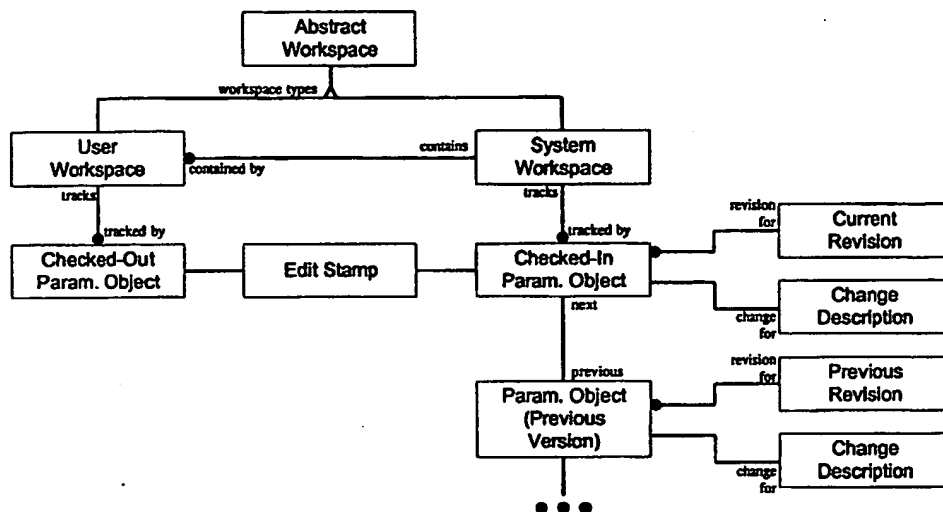 Abstract
Workspace
workspace types
User
Workspace
contains
contained by
System
Workspace
tracks
tracks
tracked by
tracked by
revision
for
Current
Revision
Checked-Out
Param. Object
Edit Stamp
Checked-In
Param. Object
next
change
for
Change
Description
previous
revision
for
Previous
Revision
Param. Object
(Previous
Version)
change
for
Change
Description